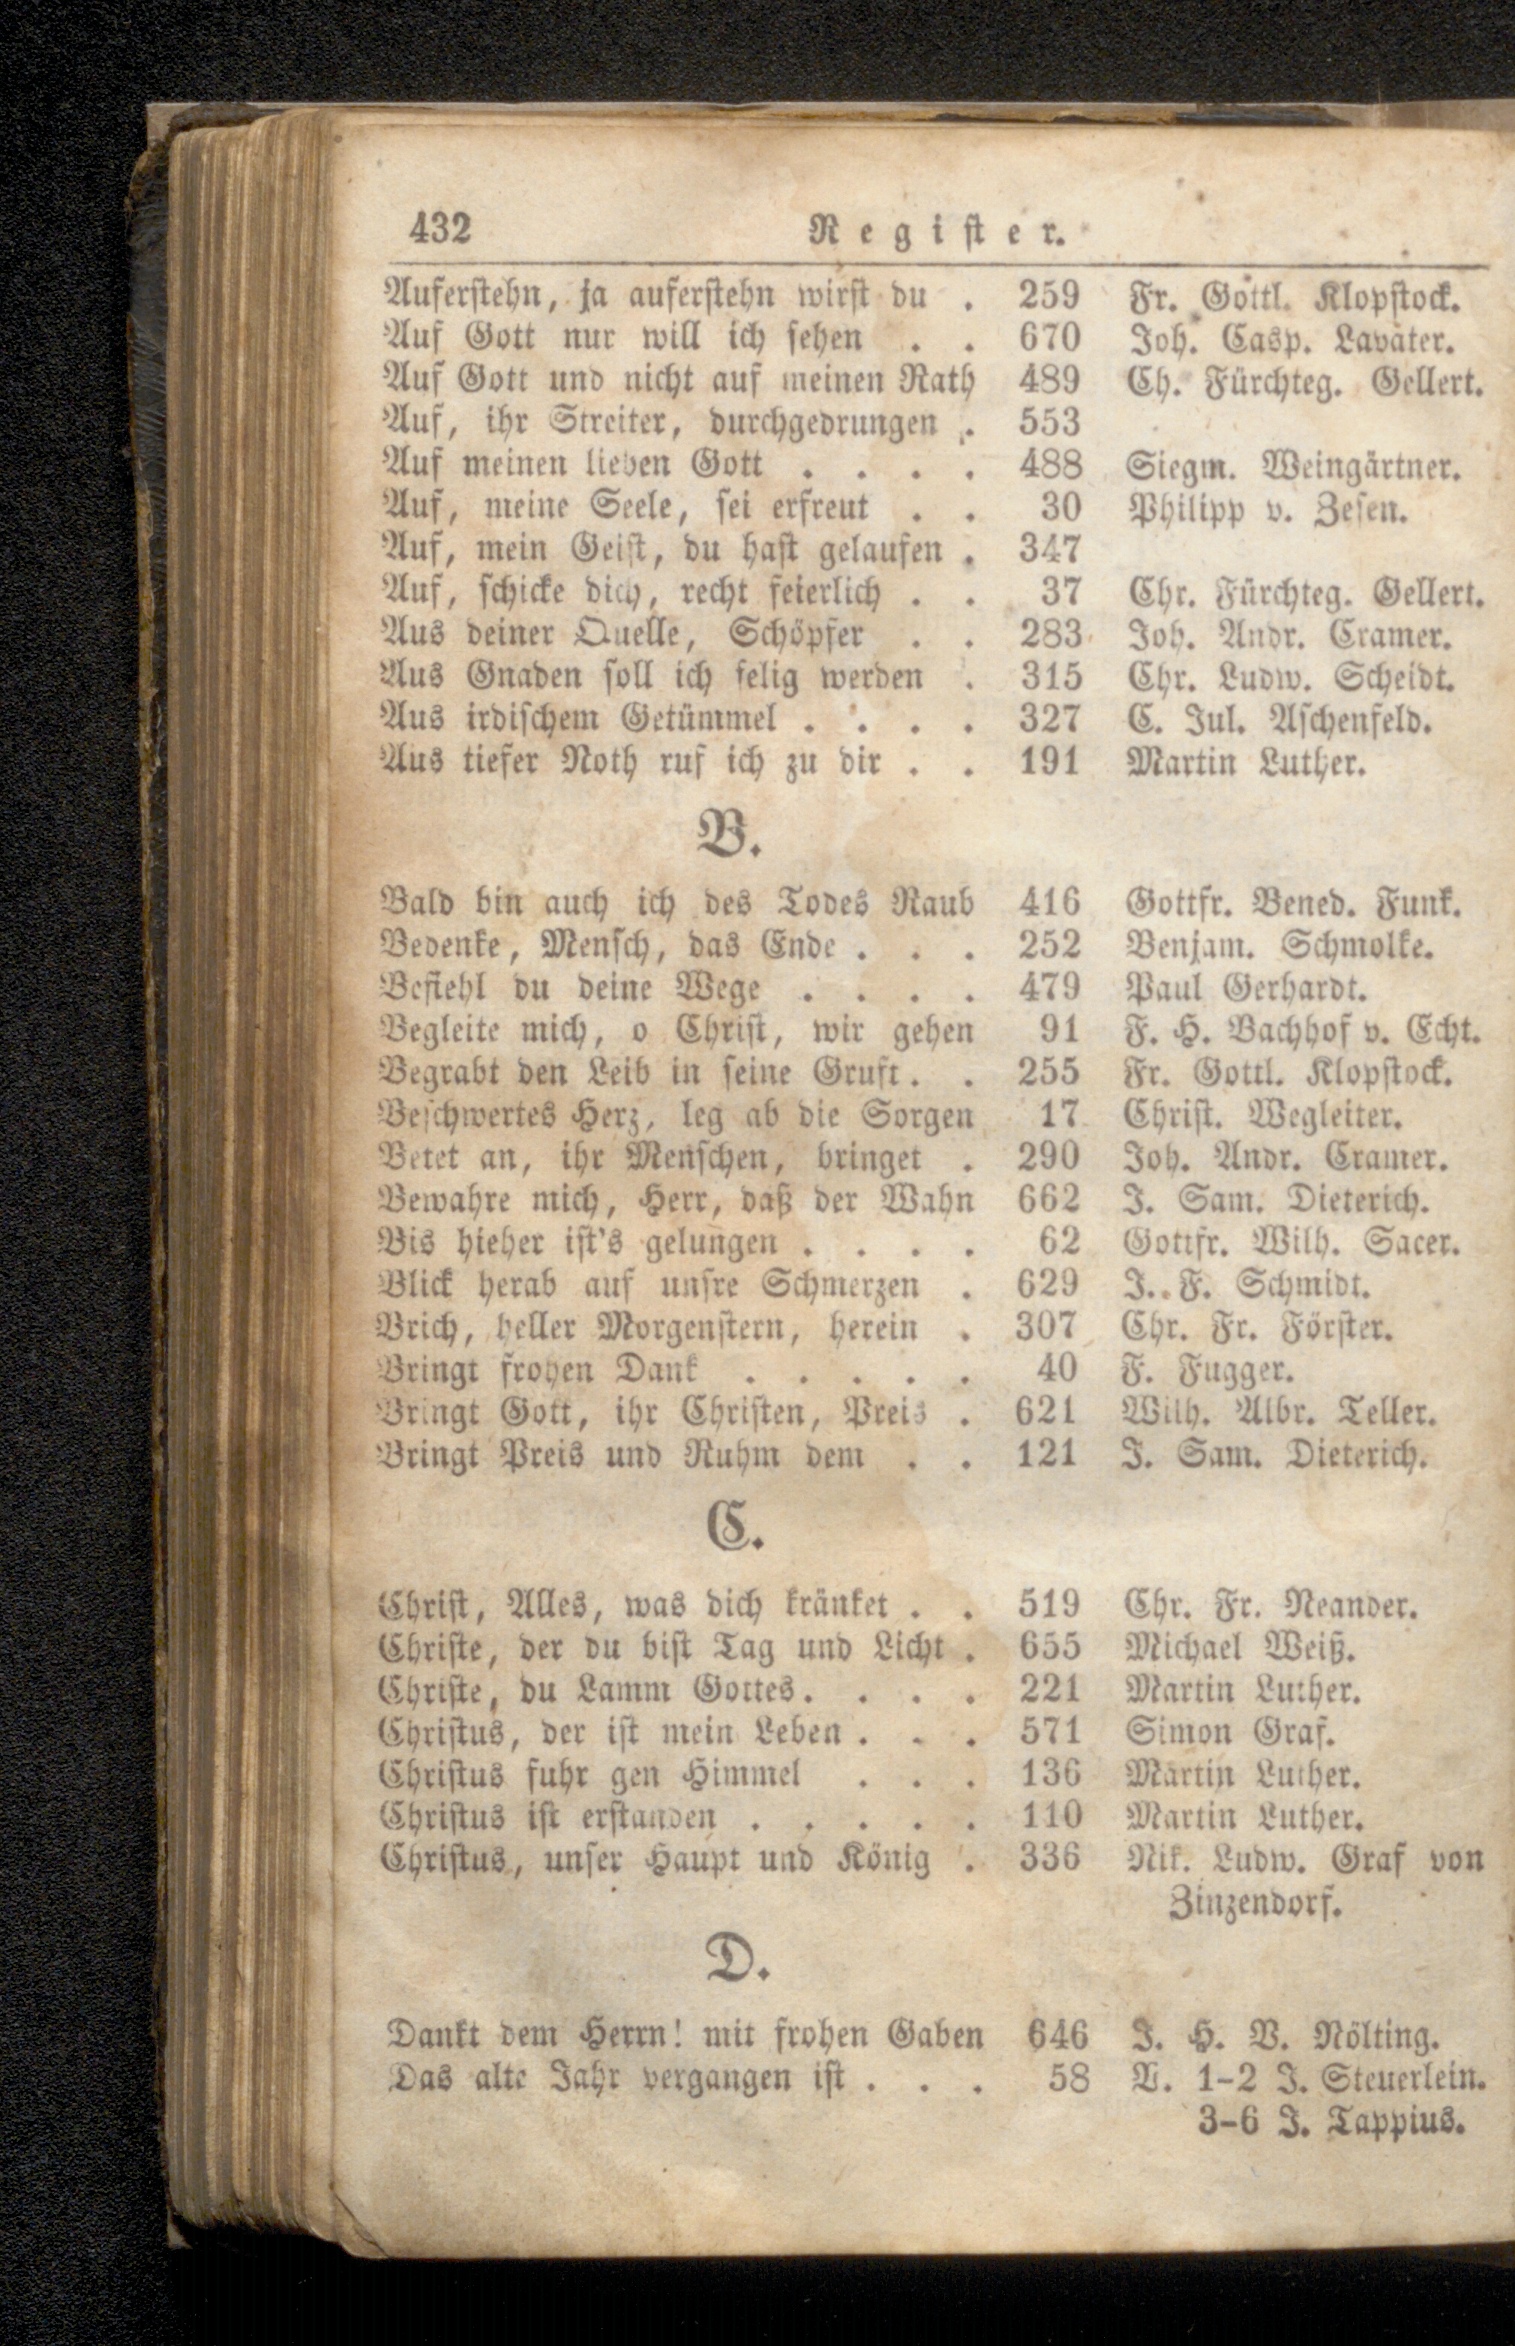 432 Register.
Auferstehn, ja auferstehn wirst du . 259 Fr. Gottl. Klopstock.
Auf Gott nur will ich sehen . . 670 Joh. Casp. Lavater.
Auf Gott und nicht auf meinen Rath 489 Ch. Fürchteg. Gellert.
Auf, ihr Streiter, durchgedrungen . 553
Auf meinen lieben Gott . . . . 488 Siegm. Weingärtner.
Auf, meine Seele, sei erfreut . . 30 Philipp v. Zesen.
Auf, mein Geist, du hast gelaufen . 347
Auf, schicke dich, recht feierlich . . 37 Chr. Fürchteg. Gellert.
Aus deiner Quelle, Schöpfer . . 283 Joh. Andr. Cramer.
Aus Gnaden soll ich selig werden . 315 Chr. Ludw. Scheidt.
Aus irdischem Getümmel . . . . 327 C. Jul. Aschenfeld.
Aus tiefer Noth ruf ich zu dir . . 191 Martin Luther.
B.
Bald bin auch ich des Todes Raub 416 Gottfr. Bened. Funk.
Bedenke, Mensch, das Ende . . . 252 Benjam. Schmolke.
Befiehl du deine Wege . . . . 479 Paul Gerhardt.
Begleite mich, o Christ, wir gehen 91 F. H. Bachhof v. Echt.
Begrabt den Leib in seine Gruft. . 255 Fr. Gottl. Klopstock.
Beschwertes Herz, leg ab die Sorgen 17 Christ. Wegleiter.
Betet an, ihr Menschen, bringet . 290 Joh. Andr. Cramer.
Bewahre mich, Herr, daß der Wahn 662 J. Sam. Dieterich.
Bis hieher ist's gelungen . . . . 62 Gottfr. Wilh. Sacer.
Blick herab auf unsre Schmerzen . 629 J. F. Schmidt.
Brich, heller Morgenstern, herein . 307 Chr. Fr. Förster.
Bringt frohen Dank . . . . . 40 F. Fugger.
Bringt Gott, ihr Christen, Preis . 621 Wilh. Albr. Teller.
Bringt Preis und Ruhm dem . . 121 J. Sam. Dieterich.
C.
Christ, Alles, was dich kränket . . 519 Chr. Fr. Neander.
Christe, der du bist Tag und Licht . 655 Michael Weiß.
Christe, du Lamm Gottes. . . . 221 Martin Luther.
Christus, der ist mein Leben . . . 571 Simon Graf.
Christus fuhr gen Himmel . . . 136 Martin Luther.
Christus ist erstanden . . . . . 110 Martin Luther.
Christus, unser Haupt und König . 336 Nik. Ludw. Graf von
Zinzendorf.
D.
Dankt dem Herrn! mit frohen Gaben 646 J. H. V. Nölting.
Das alte Jahr vergangen ist . . . 58 V. 1-2 J. Steuerlein.
3-6 J. Tappius.